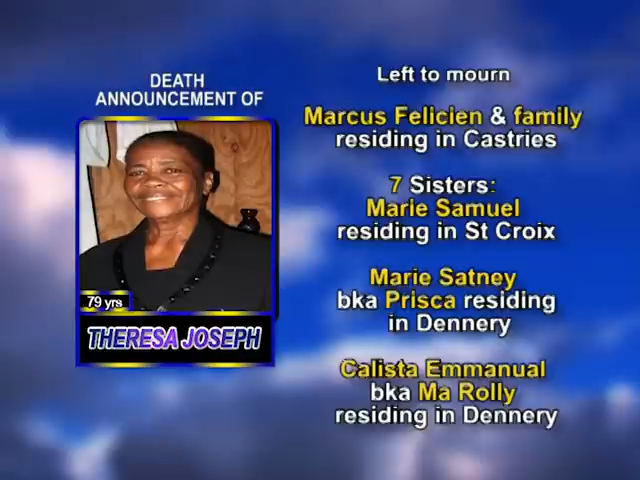 DEATH
ANNOUNCEMENT OF
79 yrs
THERESA JOSEPH
Left to mourn
Marcus Felicien & family
residing in Castries
7 Sisters:
Marie Samuel
residing in St Croix
Marie Satney
bka Prisca residing
in Dennery
Calista Emmanual
bka Ma Rolly
residing in Dennery